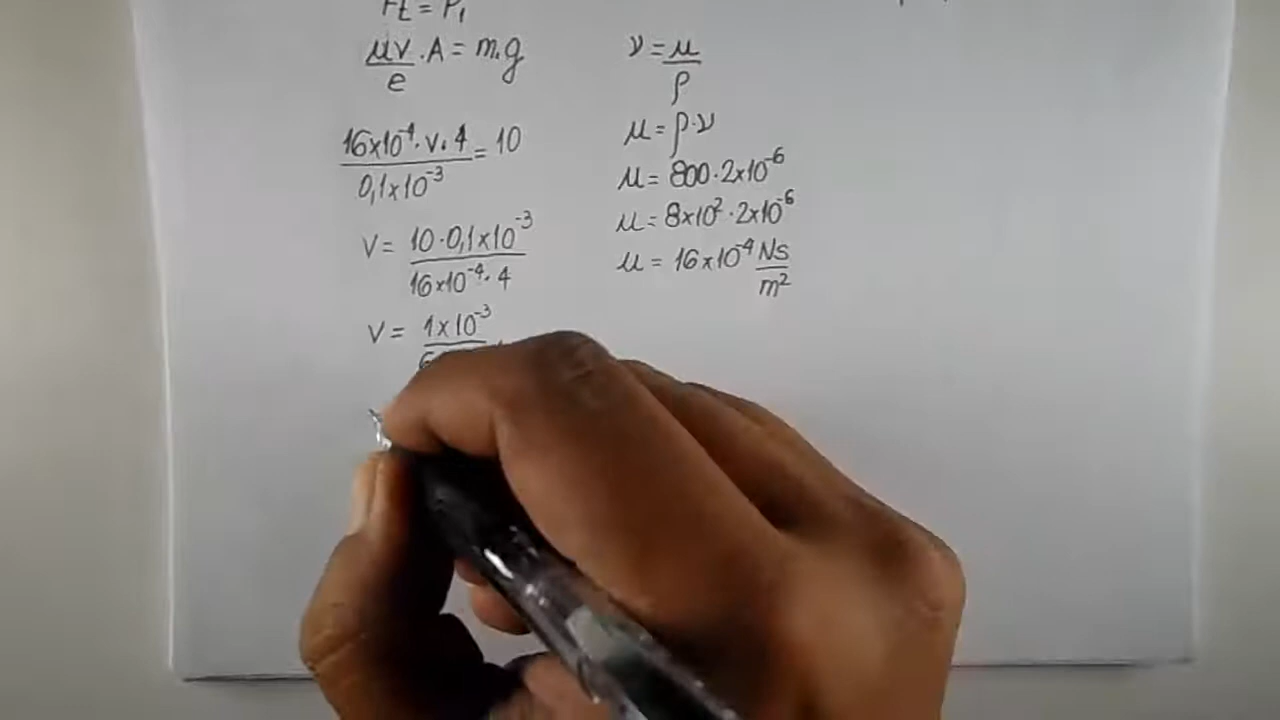 Ft = P₁
μv/e · A = m.g
16x10⁻⁴ · v · 4 / 0,1x10⁻³ = 10
V = 10 · 0,1x10⁻³ / 16x10⁻⁴ · 4
V = 1x10⁻³
ν = μ/ρ
μ = ρ·ν
μ = 800 · 2x10⁻⁶
μ = 8x10² · 2x10⁻⁶
μ = 16x10⁻⁴ Ns/m²